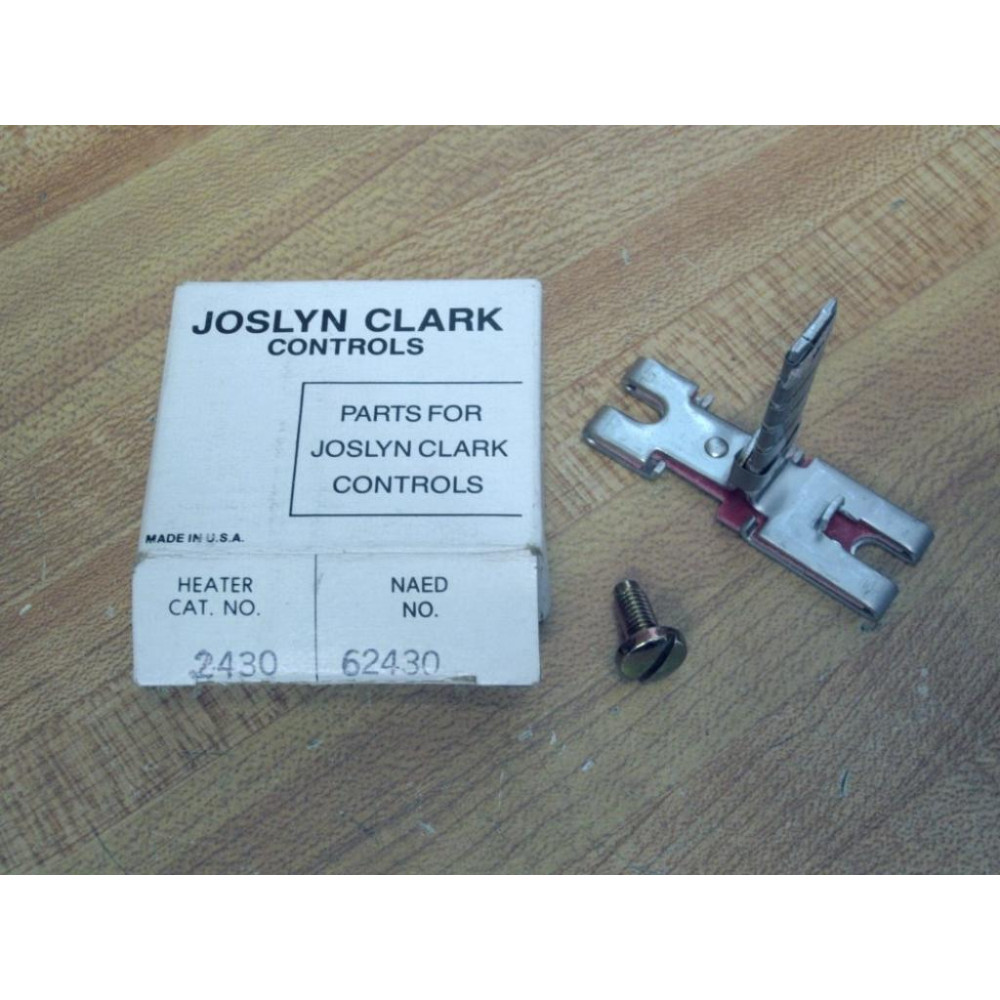 JOSLYN CLARK
CONTROLS
PARTS FOR
JOSLYN CLARK
CONTROLS
MADE IN U.S.A.
HEATER
CAT. NO.
NAED
NO.
2430
62430